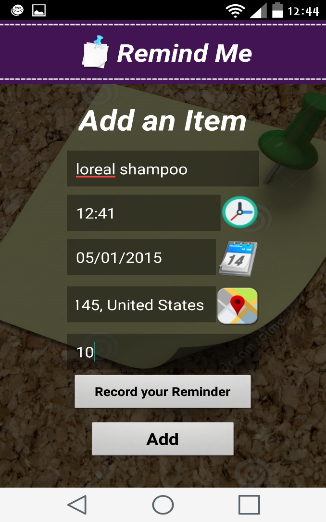 12:44
Remind Me
Add an Item
loreal shampoo
12:41
05/01/2015
14
145, United States
10
Record your Reminder
Add